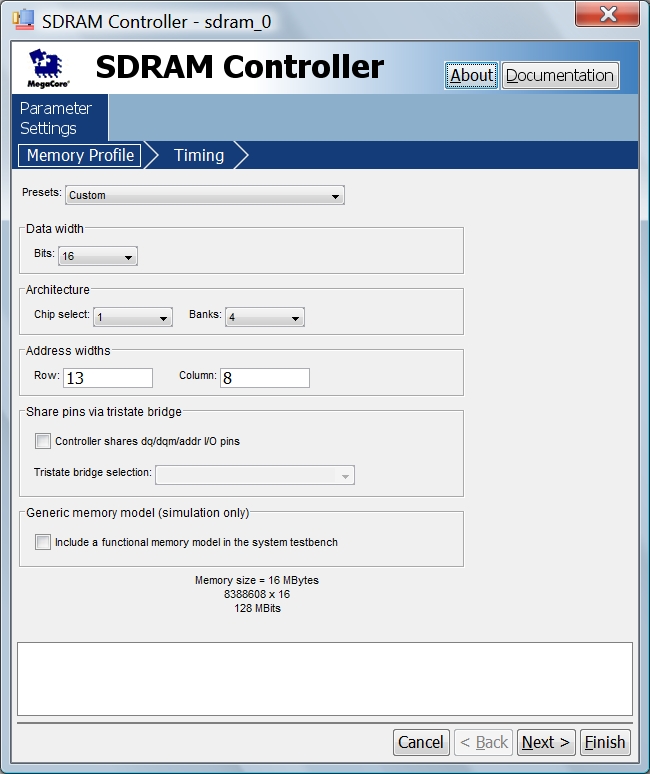 SDRAM Controller - sdram_0
MegaCore®
SDRAM Controller
About
Documentation
Parameter
Settings
Memory Profile
Timing
Presets: Custom
Data width
Bits: 16
Architecture
Chip select: 1 Banks: 4
Address widths
Row: 13 Column: 8
Share pins via tristate bridge
Controller shares dq/dqm/addr I/O pins
Tristate bridge selection:
Generic memory model (simulation only)
Include a functional memory model in the system testbench
Memory size = 16 MBytes
8388608 x 16
128 MBits
Cancel < Back Next > Finish